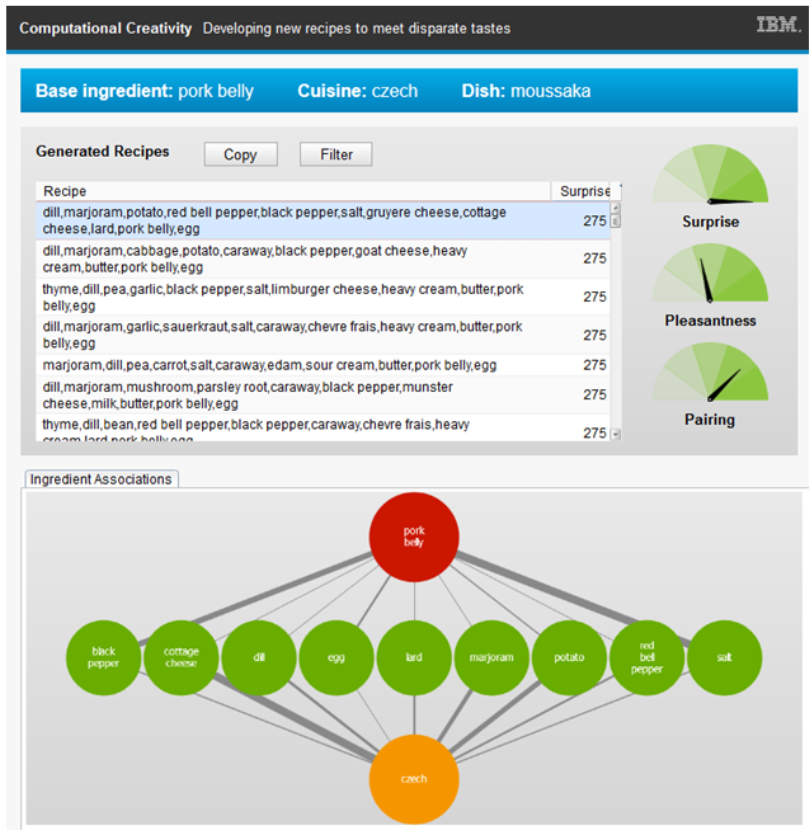 Computational Creativity Developing new recipes to meet disparate tastes
IBM.
Base ingredient: pork belly Cuisine: czech Dish: moussaka
Generated Recipes
Copy
Filter
Recipe
Surprise
dill,marjoram,potato,red bell pepper,black pepper,salt,gruyere cheese,cottage
cheese,lard,pork belly,egg
275
dill,marjoram,cabbage,potato,caraway,black pepper,goat cheese,heavy
cream,butter,pork belly,egg
275
thyme,dill,pea,garlic,black pepper,salt,limburger cheese,heavy cream,butter,pork
belly,egg
275
dill,marjoram,garlic,sauerkraut,salt,caraway,chevre frais,heavy cream,butter,pork
belly,egg
275
marjoram,dill,pea,carrot,salt,caraway,edam,sour cream,butter,pork belly,egg
275
dill,marjoram,mushroom,parsley root,caraway,black pepper,munster
cheese,milk,butter,pork belly,egg
275
thyme,dill,bean,red bell pepper,black pepper,caraway,chevre frais,heavy
cream,lard,pork belly,egg
275
Surprise
Pleasantness
Pairing
Ingredient Associations
pork
belly
black
pepper
cottage
cheese
dill
egg
lard
marjoram
potato
red
bell
pepper
salt
czech